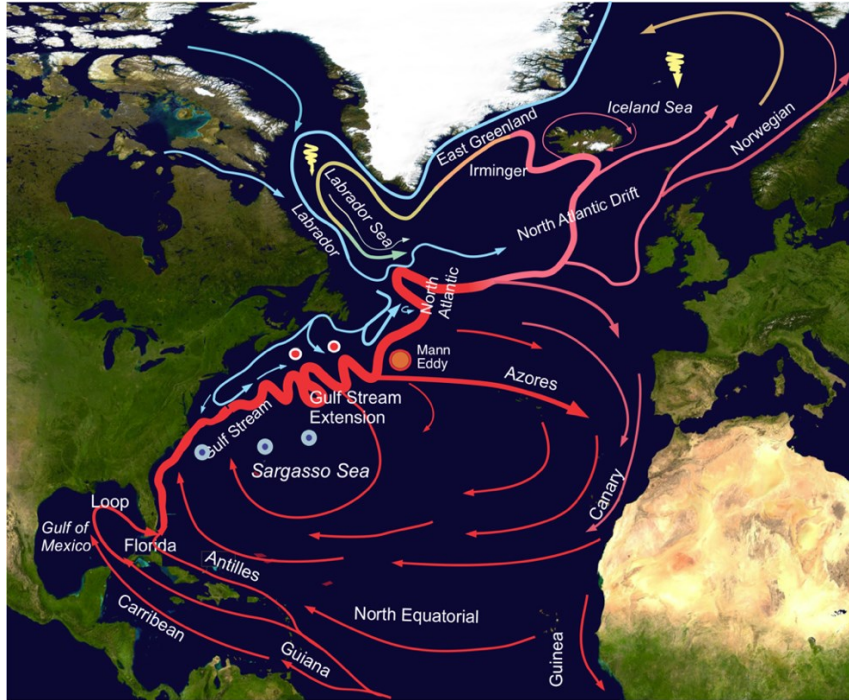 East Greenland
Iceland Sea
Norwegian
Irminger
Labrador Sea
Labrador
North Atlantic Drift
North
Atlantic
Mann
Eddy
Azores
Gulf Stream
Gulf Stream
Extension
Sargasso Sea
Canary
Loop
Gulf of
Mexico
Florida
Antilles
Carribean
North Equatorial
Guinea
Guiana